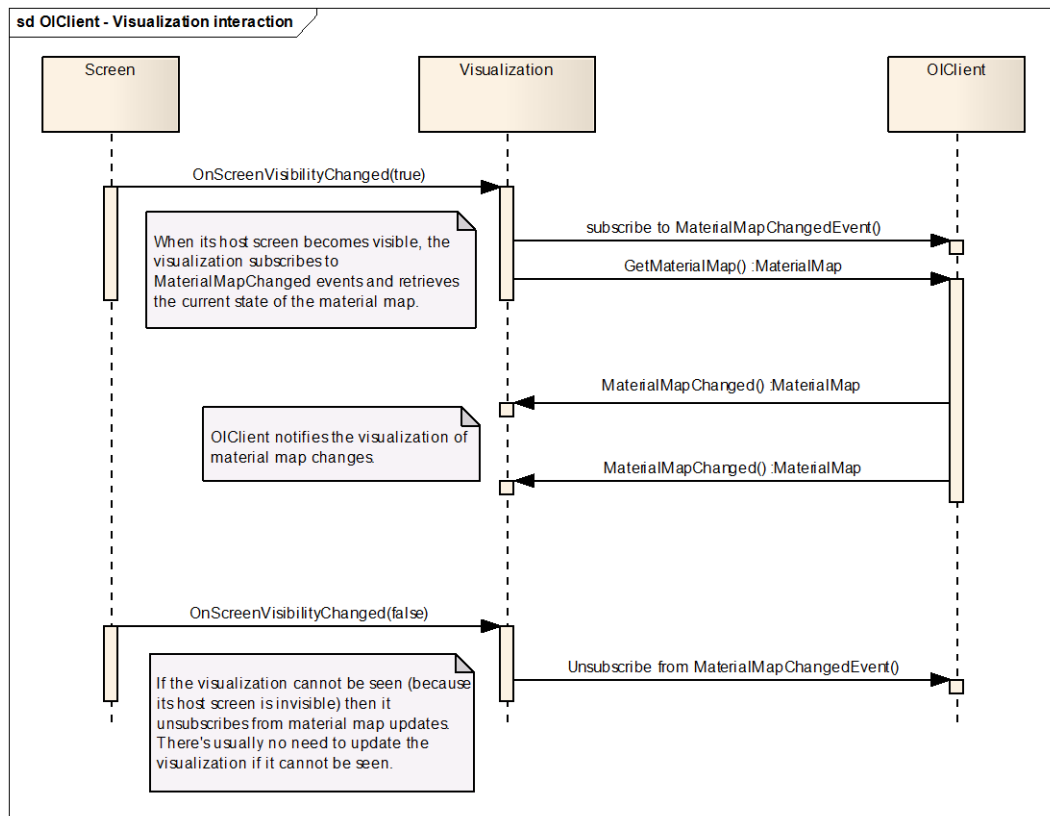 sd OIClient - Visualization interaction
Screen
Visualization
OIClient
OnScreenVisibilityChanged(true)
subscribe to MaterialMapChangedEvent()
When its host screen becomes visible, the
visualization subscribes to
MaterialMapChanged events and retrieves
the current state of the material map.
GetMaterialMap() :MaterialMap
MaterialMapChanged() :MaterialMap
OIClient notifies the visualization of
material map changes.
MaterialMapChanged() :MaterialMap
OnScreenVisibilityChanged(false)
Unsubscribe from MaterialMapChangedEvent()
If the visualization cannot be seen (because
its host screen is invisible) then it
unsubscribes from material map updates.
There's usually no need to update the
visualization if it cannot be seen.